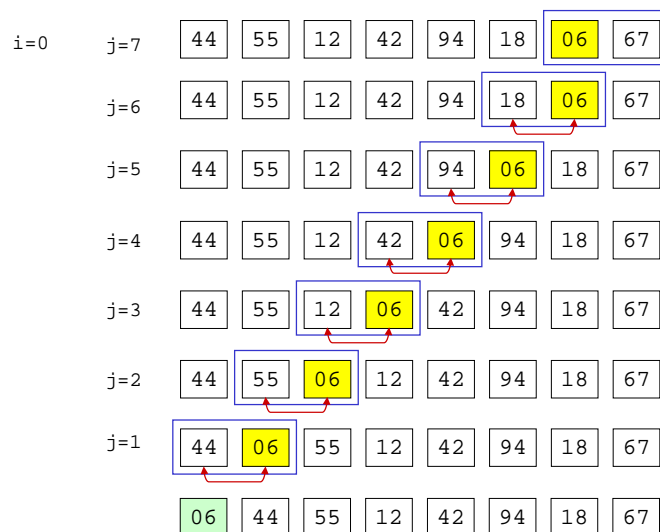 i=0 j=7 44 55 12 42 94 18 06 67
j=6 44 55 12 42 94 18 06 67
j=5 44 55 12 42 94 06 18 67
j=4 44 55 12 42 06 94 18 67
j=3 44 55 12 06 42 94 18 67
j=2 44 55 06 12 42 94 18 67
j=1 44 06 55 12 42 94 18 67
06 44 55 12 42 94 18 67